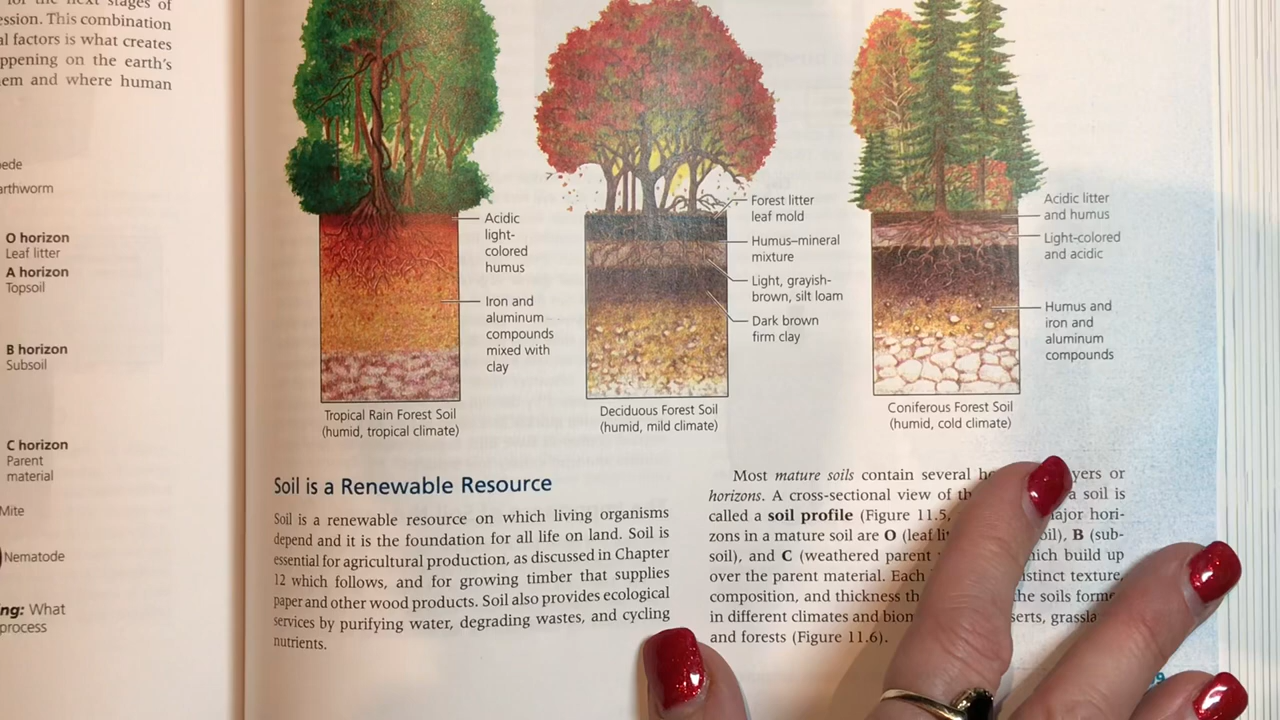 for the next stages of
ession. This combination
al factors is what creates
ppening on the earth's
em and where human
ede
arthworm
O horizon
Leaf litter
A horizon
Topsoil
B horizon
Subsoil
C horizon
Parent
material
Mite
Nematode
ng: What
process
Acidic
light-
colored
humus
Iron and
aluminum
compounds
mixed with
clay
Tropical Rain Forest Soil
(humid, tropical climate)
Forest litter
leaf mold
Humus–mineral
mixture
Light, grayish-
brown, silt loam
Dark brown
firm clay
Deciduous Forest Soil
(humid, mild climate)
Acidic litter
and humus
Light-colored
and acidic
Humus and
iron and
aluminum
compounds
Coniferous Forest Soil
(humid, cold climate)
Soil is a Renewable Resource
Soil is a renewable resource on which living organisms
depend and it is the foundation for all life on land. Soil is
essential for agricultural production, as discussed in Chapter
12 which follows, and for growing timber that supplies
paper and other wood products. Soil also provides ecological
services by purifying water, degrading wastes, and cycling
nutrients.
Most mature soils contain several yers or
horizons. A cross-sectional view of th a soil is
called a soil profile (Figure 11.5, ajor hori-
zons in a mature soil are O (leaf li oil), B (sub-
soil), and C (weathered parent ich build up
over the parent material. Each istinct texture,
composition, and thickness th the soils forme
in different climates and biom serts, grassla
and forests (Figure 11.6).